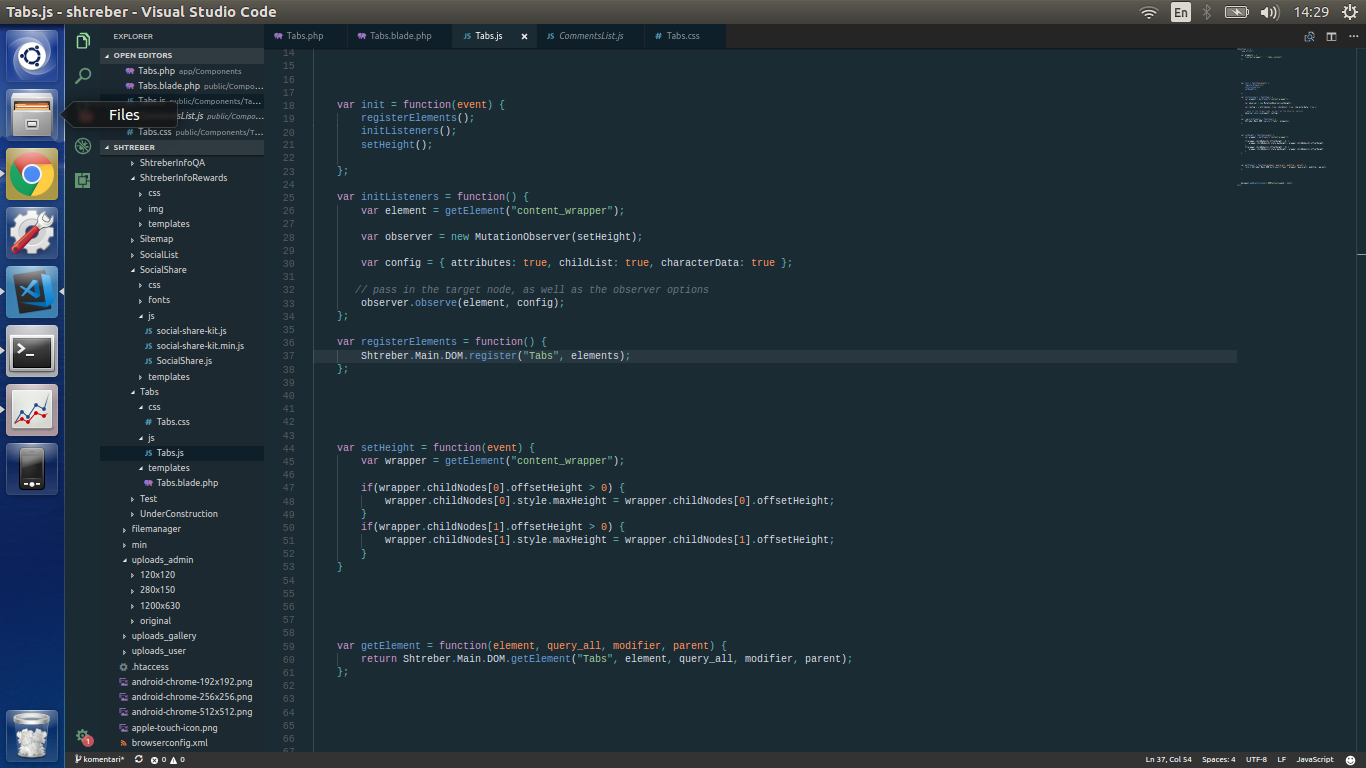 Tabs.js - shtreber - Visual Studio Code
En
14:29
EXPLORER
OPEN EDITORS
Tabs.php app/Components
Tabs.blade.php public/Compo...
Tabs.js public/Components/Ta...
Files
tsList.js public/Compo...
Tabs.css public/Components/T...
SHTREBER
ShtreberInfoQA
ShtreberInfoRewards
css
img
templates
Sitemap
SocialList
SocialShare
css
fonts
js
JS social-share-kit.js
JS social-share-kit.min.js
JS SocialShare.js
templates
Tabs
css
# Tabs.css
js
JS Tabs.js
templates
Tabs.blade.php
Test
UnderConstruction
filemanager
min
uploads_admin
120x120
280x150
1200x630
original
uploads_gallery
uploads_user
.htaccess
android-chrome-192x192.png
android-chrome-256x256.png
android-chrome-512x512.png
apple-touch-icon.png
browserconfig.xml
Tabs.php
Tabs.blade.php
JS Tabs.js ×
JS CommentsList.js
# Tabs.css
14
15
16
17
18 var init = function(event) {
19 registerElements();
20 initListeners();
21 setHeight();
22
23 };
24
25 var initListeners = function() {
26 var element = getElement("content_wrapper");
27
28 var observer = new MutationObserver(setHeight);
29
30 var config = { attributes: true, childList: true, characterData: true };
31
32 // pass in the target node, as well as the observer options
33 observer.observe(element, config);
34 };
35
36 var registerElements = function() {
37 Shtreber.Main.DOM.register("Tabs", elements);
38 };
39
40
41
42
43
44 var setHeight = function(event) {
45 var wrapper = getElement("content_wrapper");
46
47 if(wrapper.childNodes[0].offsetHeight > 0) {
48 wrapper.childNodes[0].style.maxHeight = wrapper.childNodes[0].offsetHeight;
49 }
50 if(wrapper.childNodes[1].offsetHeight > 0) {
51 wrapper.childNodes[1].style.maxHeight = wrapper.childNodes[1].offsetHeight;
52 }
53 }
54
55
56
57
58
59 var getElement = function(element, query_all, modifier, parent) {
60 return Shtreber.Main.DOM.getElement("Tabs", element, query_all, modifier, parent);
61 };
62
63
64
65
66
67
1
komentari*
0
0
Ln 37, Col 54
Spaces: 4
UTF-8
LF
JavaScript